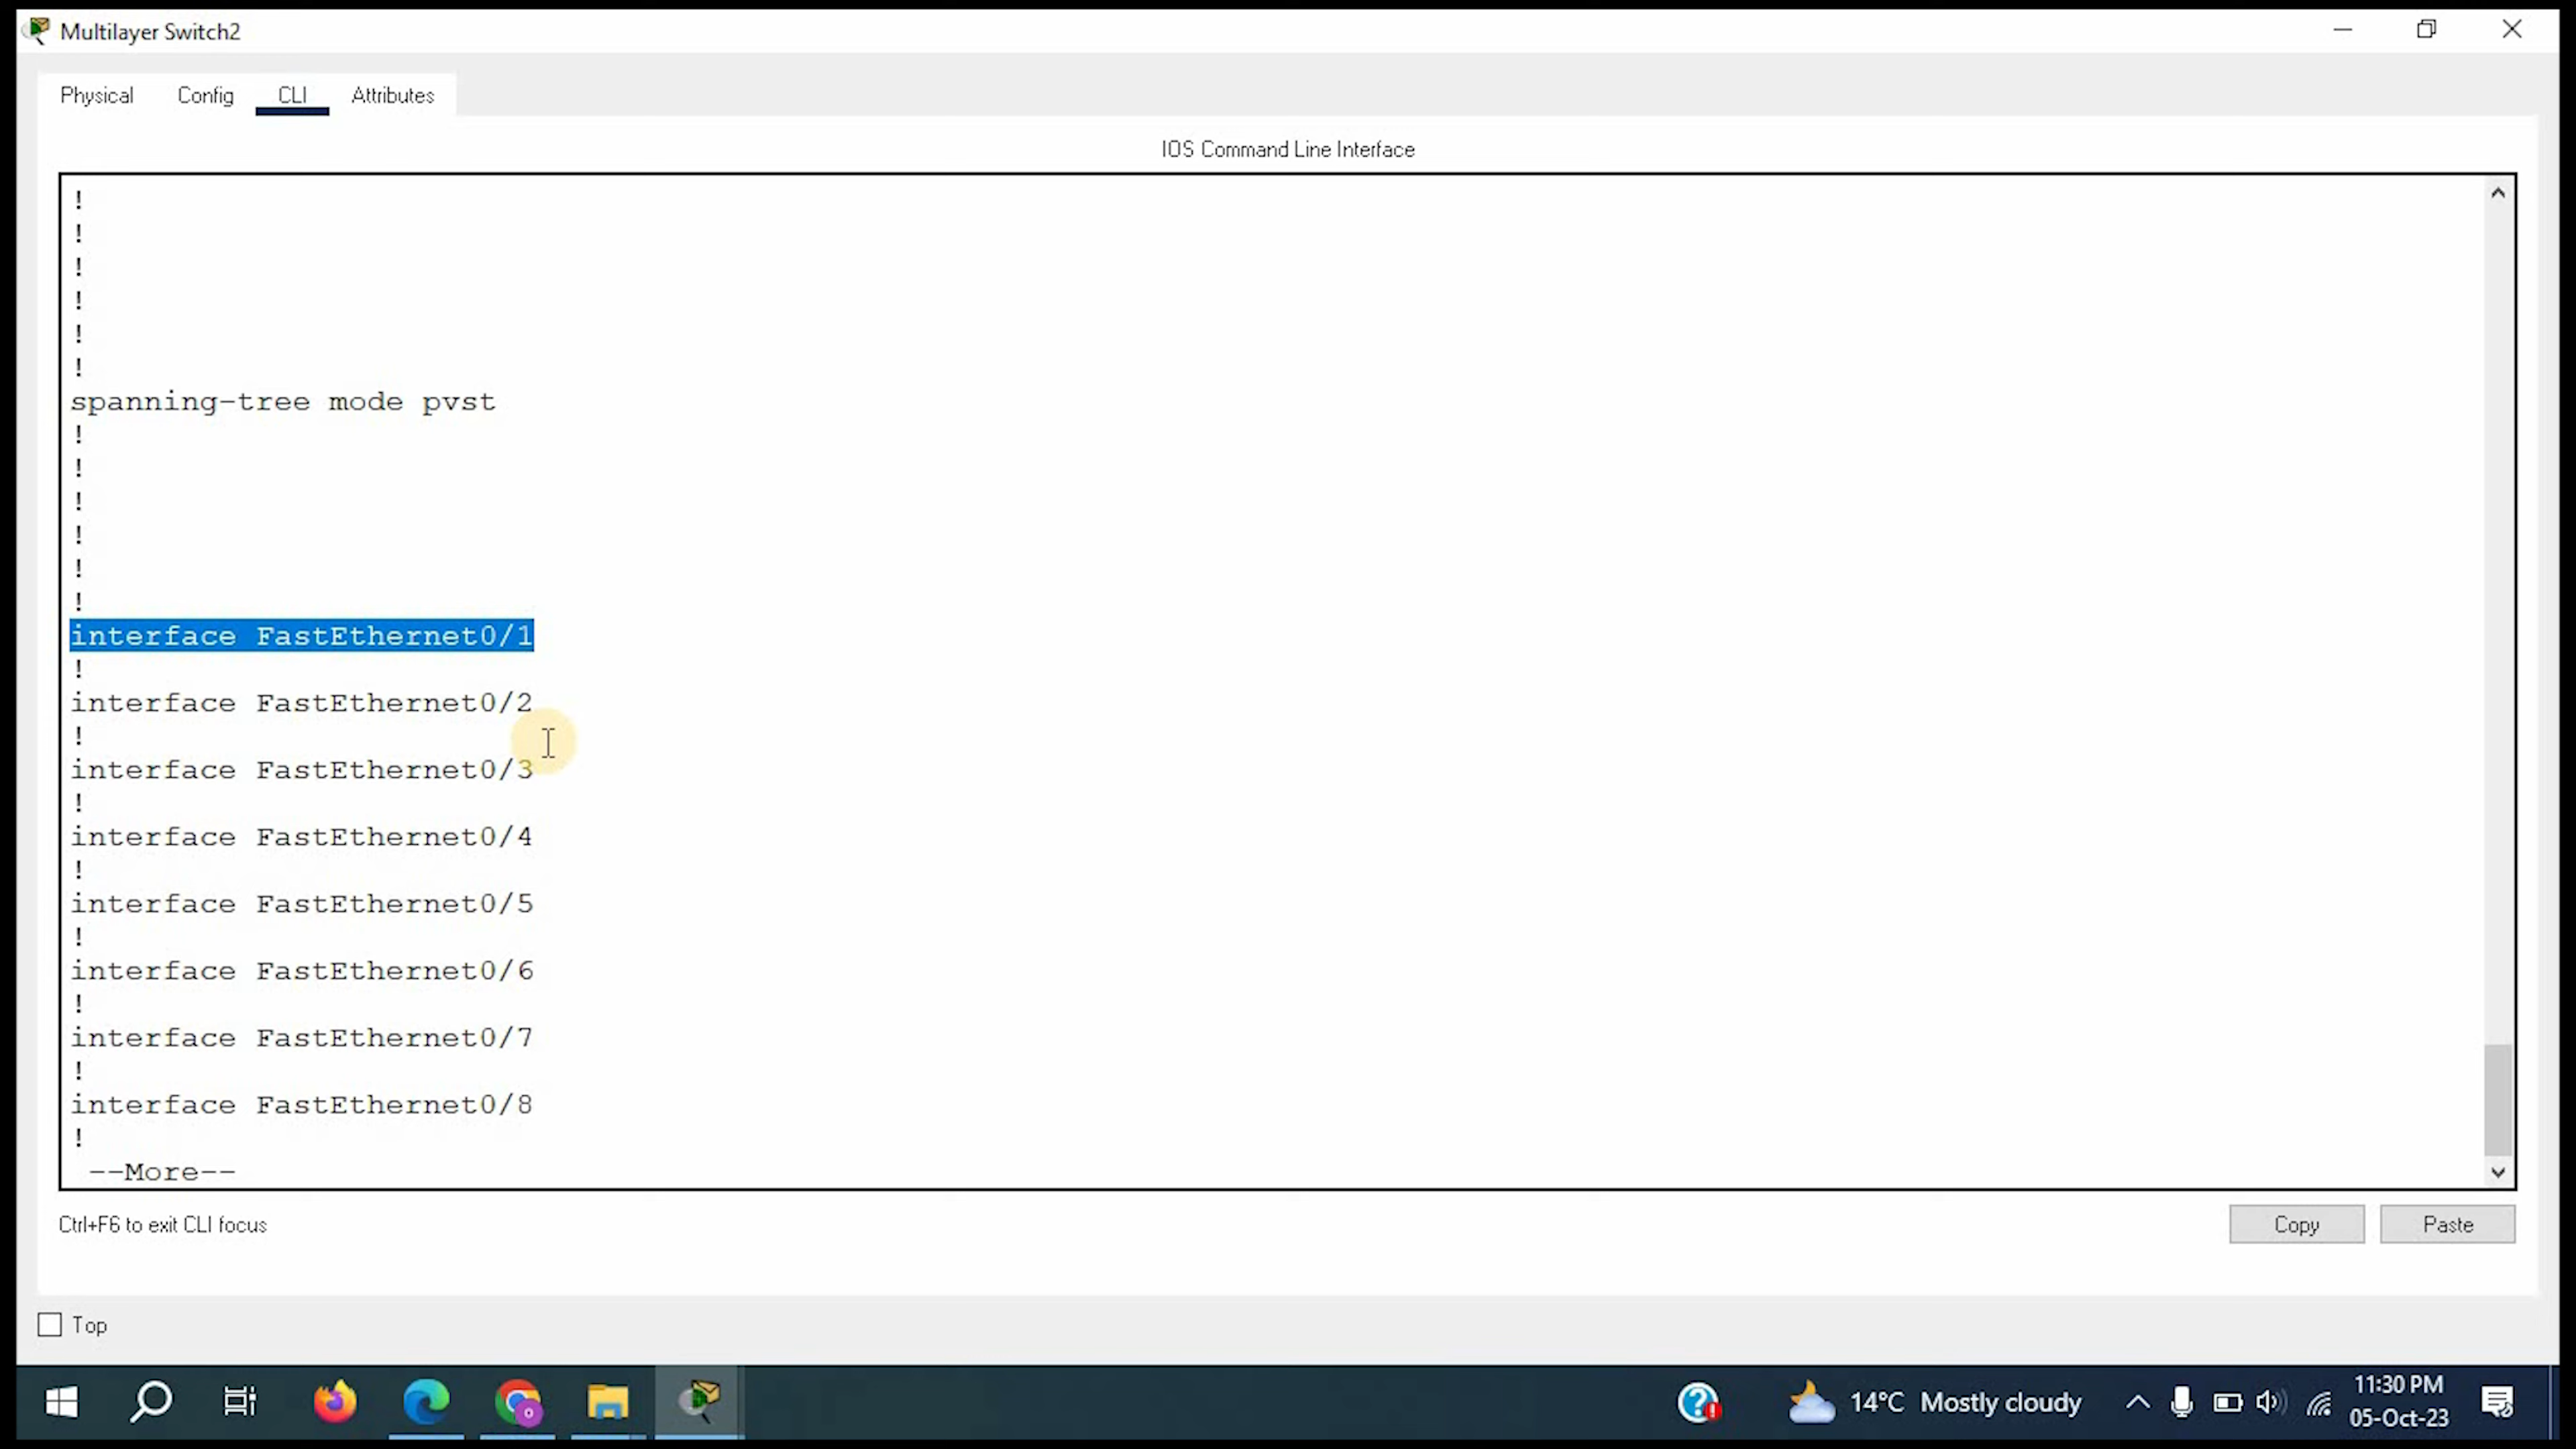 Multilayer Switch2
Physical Config CLI Attributes
IOS Command Line Interface
!
!
!
!
!
!
spanning-tree mode pvst
!
!
!
!
!
!
interface FastEthernet0/1
!
interface FastEthernet0/2
!
interface FastEthernet0/3
!
interface FastEthernet0/4
!
interface FastEthernet0/5
!
interface FastEthernet0/6
!
interface FastEthernet0/7
!
interface FastEthernet0/8
!
--More--
Ctrl+F6 to exit CLI focus
Copy Paste
Top
14°C Mostly cloudy
11:30 PM
05-Oct-23